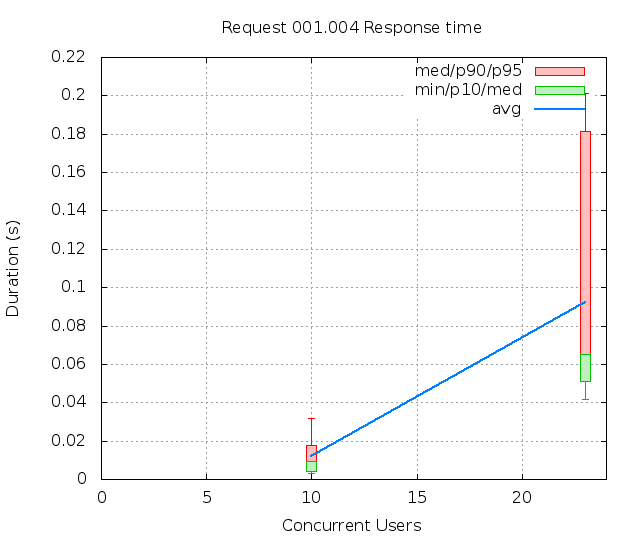 Request 001.004 Response time
0.22
0.2
0.18
0.16
0.14
0.12
0.1
0.08
0.06
0.04
0.02
0
Duration (s)
med/p90/p95
min/p10/med
avg
0 5 10 15 20
Concurrent Users